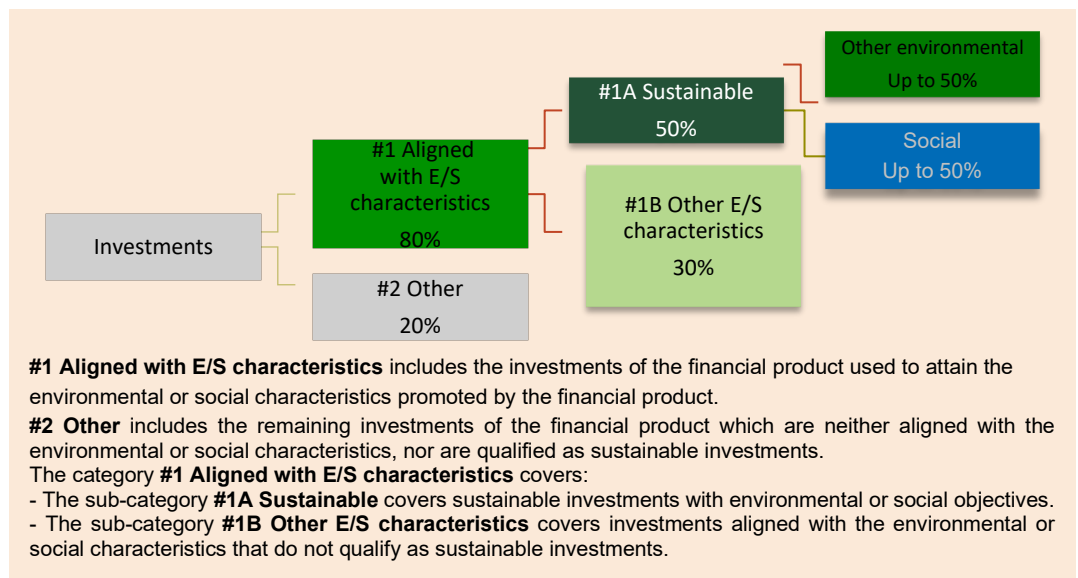 Investments
#1 Aligned
with E/S
characteristics
80%
#2 Other
20%
#1A Sustainable
50%
#1B Other E/S
characteristics
30%
Other environmental
Up to 50%
Social
Up to 50%
#1 Aligned with E/S characteristics includes the investments of the financial product used to attain the
environmental or social characteristics promoted by the financial product.
#2 Other includes the remaining investments of the financial product which are neither aligned with the
environmental or social characteristics, nor are qualified as sustainable investments.
The category #1 Aligned with E/S characteristics covers:
- The sub-category #1A Sustainable covers sustainable investments with environmental or social objectives.
- The sub-category #1B Other E/S characteristics covers investments aligned with the environmental or
social characteristics that do not qualify as sustainable investments.